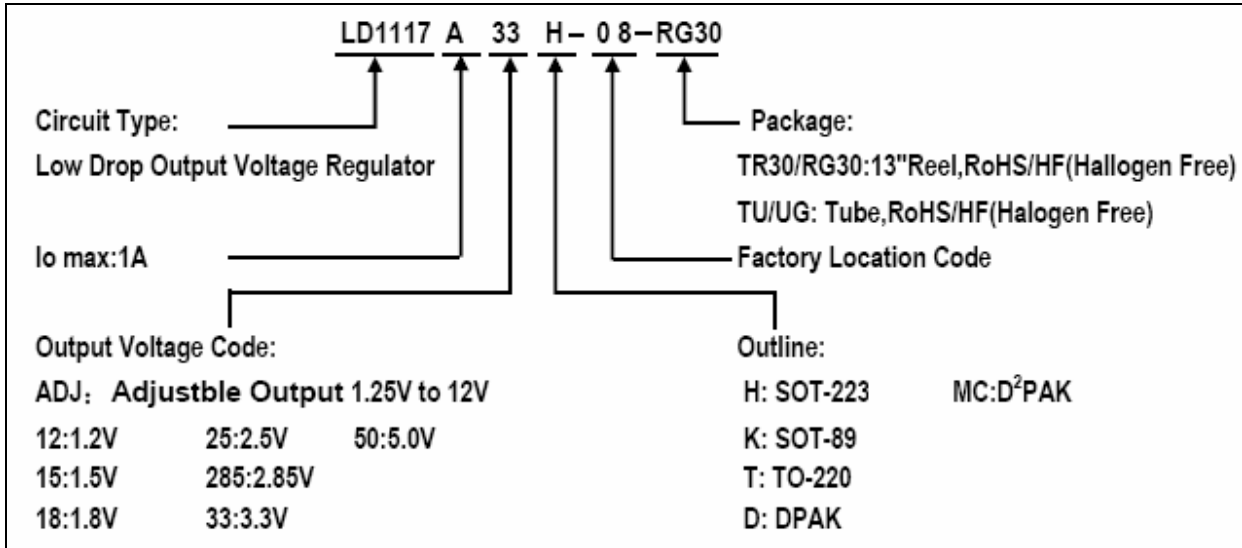 LD1117 A 33 H – 0 8 – RG30
Circuit Type:
Package:
Low Drop Output Voltage Regulator
TR30/RG30:13"Reel,RoHS/HF(Hallogen Free)
TU/UG: Tube,RoHS/HF(Halogen Free)
Io max:1A
Factory Location Code
Output Voltage Code:
Outline:
ADJ: Adjustble Output 1.25V to 12V
H: SOT-223 MC:D²PAK
12:1.2V 25:2.5V 50:5.0V
K: SOT-89
15:1.5V 285:2.85V
T: TO-220
18:1.8V 33:3.3V
D: DPAK